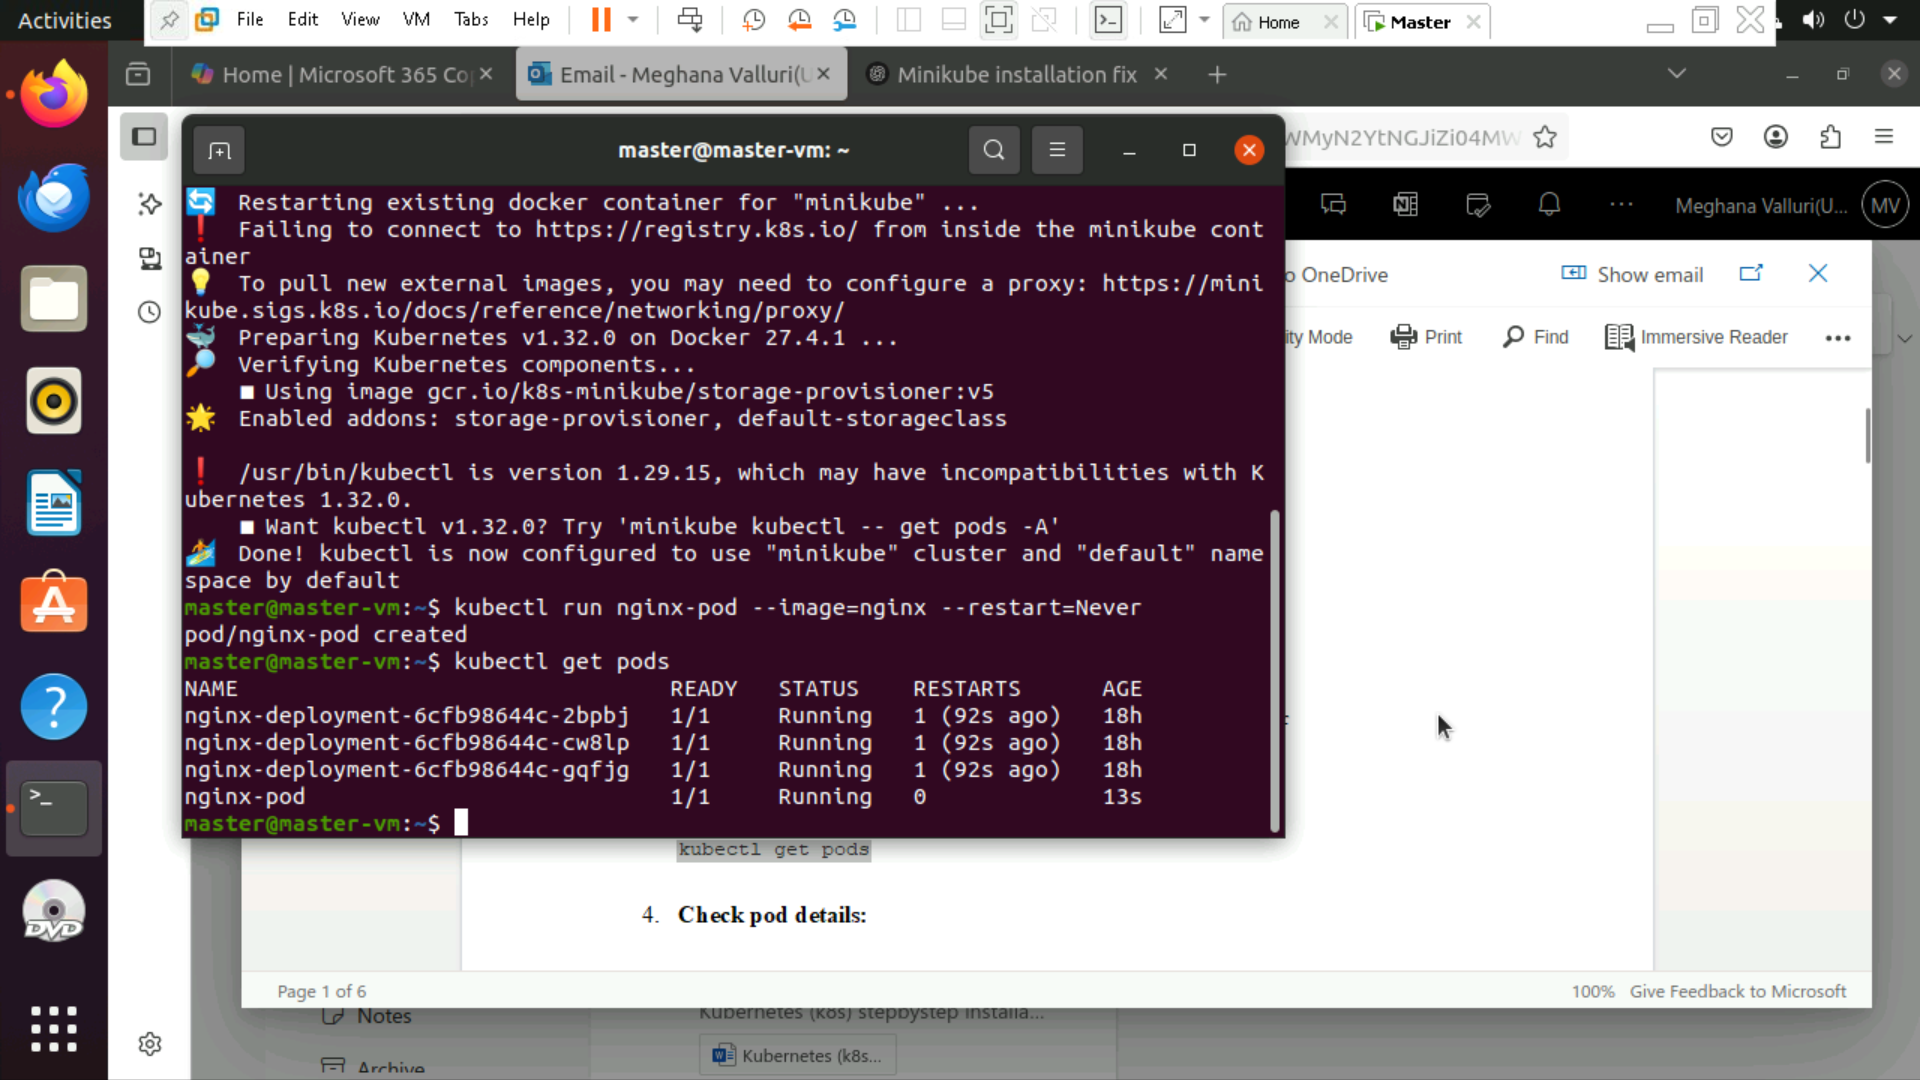 Activities
File Edit View VM Tabs Help
Home
Master
Home | Microsoft 365 Co
Email - Meghana Valluri(U
Minikube installation fix
master@master-vm: ~
WMyN2YtNGJiZi04MW
Meghana Valluri(U... MV
Restarting existing docker container for "minikube" ...
Failing to connect to https://registry.k8s.io/ from inside the minikube cont
ainer
To pull new external images, you may need to configure a proxy: https://mini
kube.sigs.k8s.io/docs/reference/networking/proxy/
Preparing Kubernetes v1.32.0 on Docker 27.4.1 ...
Verifying Kubernetes components...
■ Using image gcr.io/k8s-minikube/storage-provisioner:v5
Enabled addons: storage-provisioner, default-storageclass
/usr/bin/kubectl is version 1.29.15, which may have incompatibilities with K
ubernetes 1.32.0.
■ Want kubectl v1.32.0? Try 'minikube kubectl -- get pods -A'
Done! kubectl is now configured to use "minikube" cluster and "default" name
space by default
master@master-vm:~$ kubectl run nginx-pod --image=nginx --restart=Never
pod/nginx-pod created
master@master-vm:~$ kubectl get pods
NAME READY STATUS RESTARTS AGE
nginx-deployment-6cfb98644c-2bpbj 1/1 Running 1 (92s ago) 18h
nginx-deployment-6cfb98644c-cw8lp 1/1 Running 1 (92s ago) 18h
nginx-deployment-6cfb98644c-gqfjg 1/1 Running 1 (92s ago) 18h
nginx-pod 1/1 Running 0 13s
master@master-vm:~$
o OneDrive
Show email
ity Mode Print Find Immersive Reader
kubectl get pods
4. Check pod details:
Page 1 of 6
100% Give Feedback to Microsoft
Notes
Kubernetes (k8s) stepbystep installa...
Kubernetes (k8s...
Archive
DVD